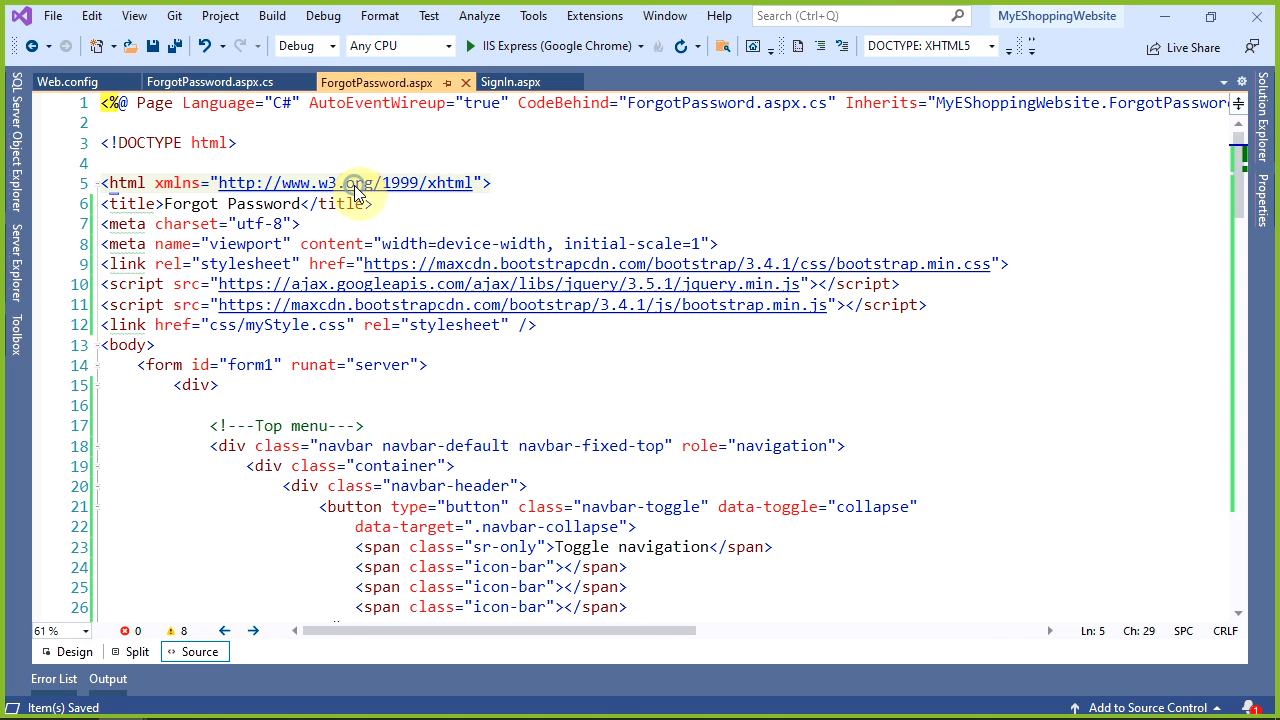 File Edit View Git Project Build Debug Format Test Analyze Tools Extensions Window Help Search (Ctrl+Q) MyEShoppingWebsite
Debug Any CPU IIS Express (Google Chrome) DOCTYPE: XHTML5 Live Share
Web.config ForgotPassword.aspx.cs ForgotPassword.aspx SignIn.aspx
SQL Server Object Explorer
Server Explorer
Toolbox
1 <%@ Page Language="C#" AutoEventWireup="true" CodeBehind="ForgotPassword.aspx.cs" Inherits="MyEShoppingWebsite.ForgotPassword
2
3 <!DOCTYPE html>
4
5 <html xmlns="http://www.w3.org/1999/xhtml">
6 <title>Forgot Password</title>
7 <meta charset="utf-8">
8 <meta name="viewport" content="width=device-width, initial-scale=1">
9 <link rel="stylesheet" href="https://maxcdn.bootstrapcdn.com/bootstrap/3.4.1/css/bootstrap.min.css">
10 <script src="https://ajax.googleapis.com/ajax/libs/jquery/3.5.1/jquery.min.js"></script>
11 <script src="https://maxcdn.bootstrapcdn.com/bootstrap/3.4.1/js/bootstrap.min.js"></script>
12 <link href="css/myStyle.css" rel="stylesheet" />
13 <body>
14 <form id="form1" runat="server">
15 <div>
16
17 <!---Top menu--->
18 <div class="navbar navbar-default navbar-fixed-top" role="navigation">
19 <div class="container">
20 <div class="navbar-header">
21 <button type="button" class="navbar-toggle" data-toggle="collapse"
22 data-target=".navbar-collapse">
23 <span class="sr-only">Toggle navigation</span>
24 <span class="icon-bar"></span>
25 <span class="icon-bar"></span>
26 <span class="icon-bar"></span>
Solution Explorer
Properties
61 % 0 8 Ln: 5 Ch: 29 SPC CRLF
Design Split Source
Error List Output
Item(s) Saved Add to Source Control 1